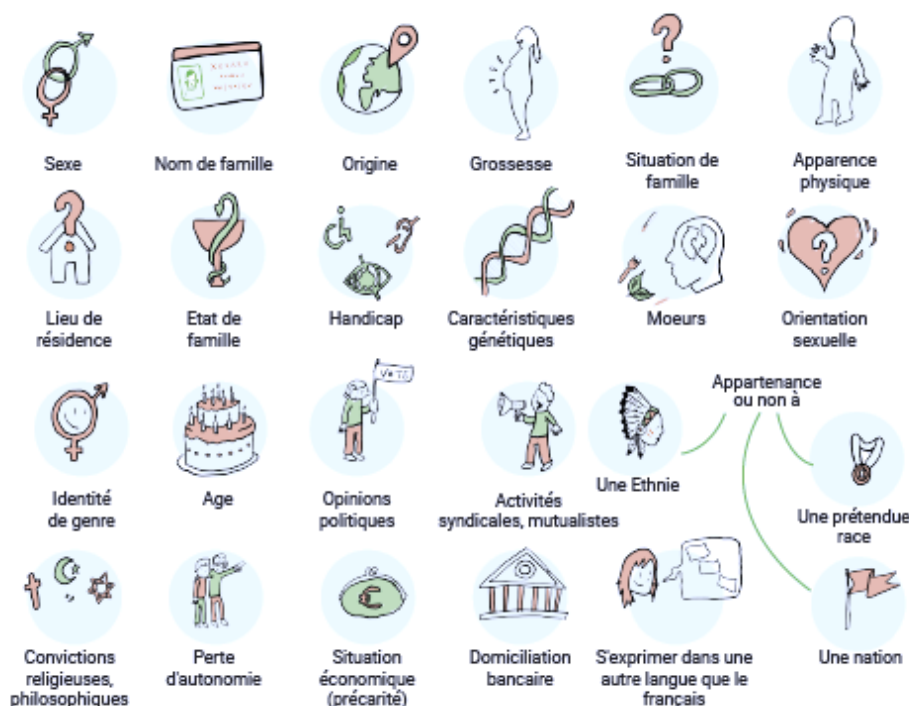 Sexe
Nom de famille
Origine
Grossesse
Situation de
famille
Apparence
physique
Lieu de
résidence
Etat de
famille
Handicap
Caractéristiques
génétiques
Moeurs
Orientation
sexuelle
Identité
de genre
Age
VOTE
Opinions
politiques
Activités
syndicales, mutualistes
Appartenance
ou non à
Une Ethnie
Une prétendue
race
Une nation
Convictions
religieuses,
philosophiques
Perte
d'autonomie
Situation
économique
(précarité)
Domiciliation
bancaire
S'exprimer dans une
autre langue que le
français